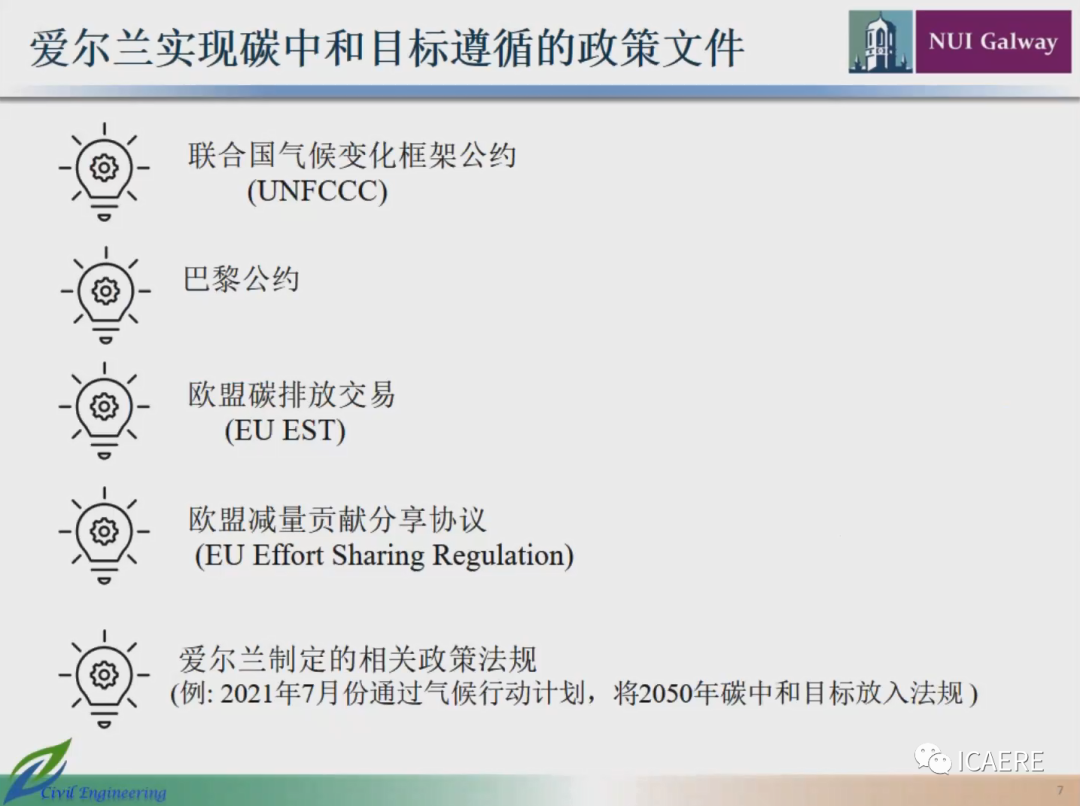 爱尔兰实现碳中和目标遵循的政策文件
NUI Galway
联合国气候变化框架公约
(UNFCCC)
巴黎公约
欧盟碳排放交易
(EU EST)
欧盟减量贡献分享协议
(EU Effort Sharing Regulation)
爱尔兰制定的相关政策法规
(例: 2021年7月份通过气候行动计划，将2050年碳中和目标放入法规)
ICAERE
Civil Engineering
7